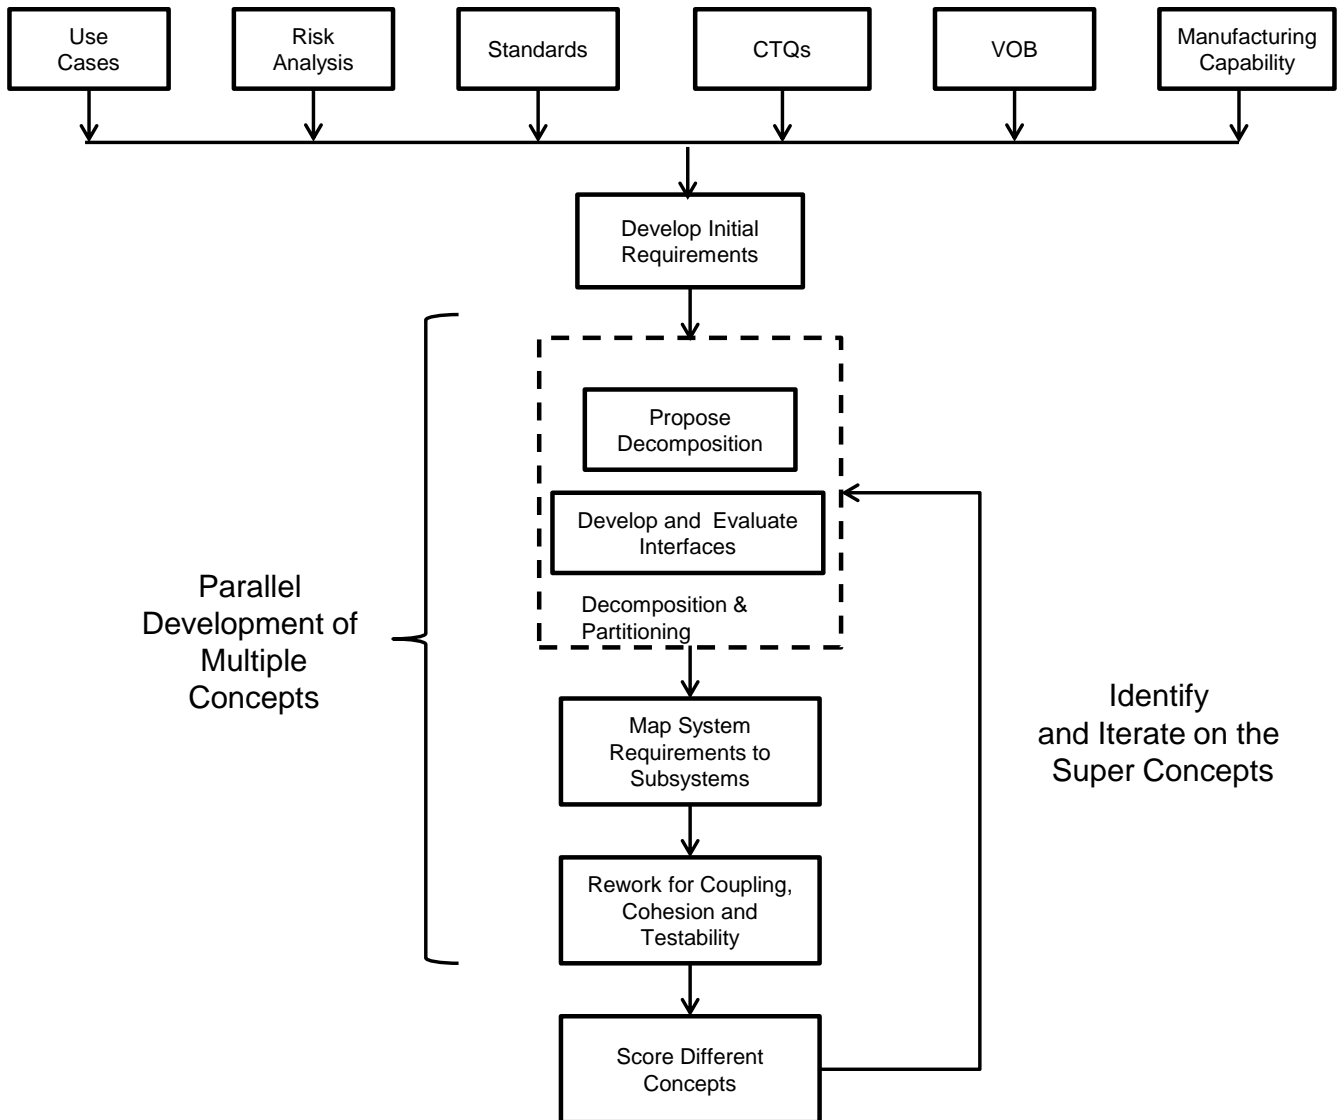 Use
Cases
Risk
Analysis
Standards
CTQs
VOB
Manufacturing
Capability
Develop Initial
Requirements
Propose
Decomposition
Develop and  Evaluate
Interfaces
Decomposition &
Partitioning
Parallel
Development of
Multiple
Concepts
Map System
Requirements to
Subsystems
Identify
and Iterate on the
Super Concepts
Rework for Coupling,
Cohesion and
Testability
Score Different
Concepts